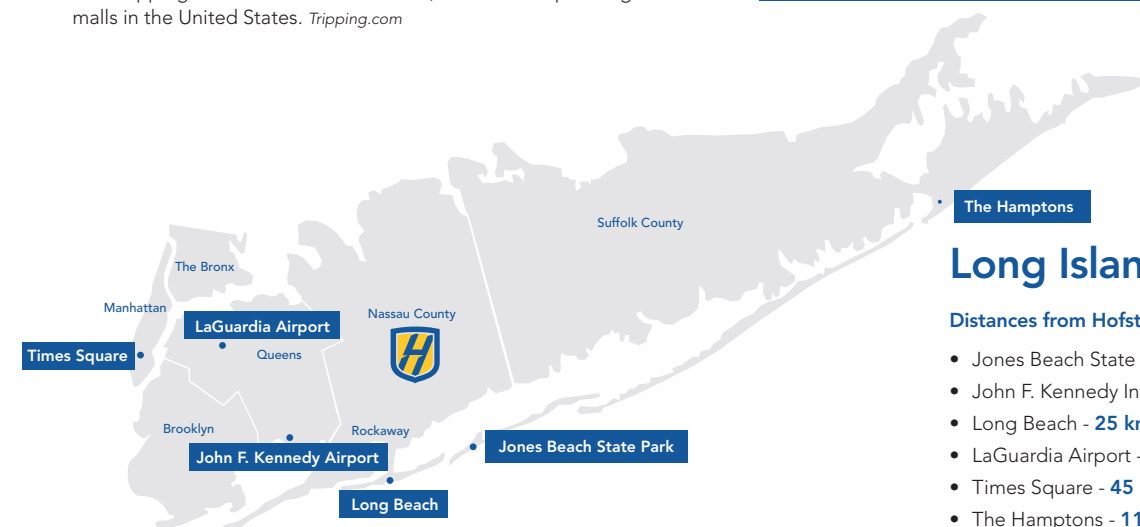 malls in the United States. Tripping.com
Suffolk County
The Hamptons
The Bronx
Manhattan
LaGuardia Airport
Nassau County
Times Square
Queens
H
Brooklyn
Rockaway
John F. Kennedy Airport
Jones Beach State Park
Long Beach
Long Islan
Distances from Hofst
• Jones Beach State
• John F. Kennedy In
• Long Beach - 25 k
• LaGuardia Airport -
• Times Square - 45
• The Hamptons - 11